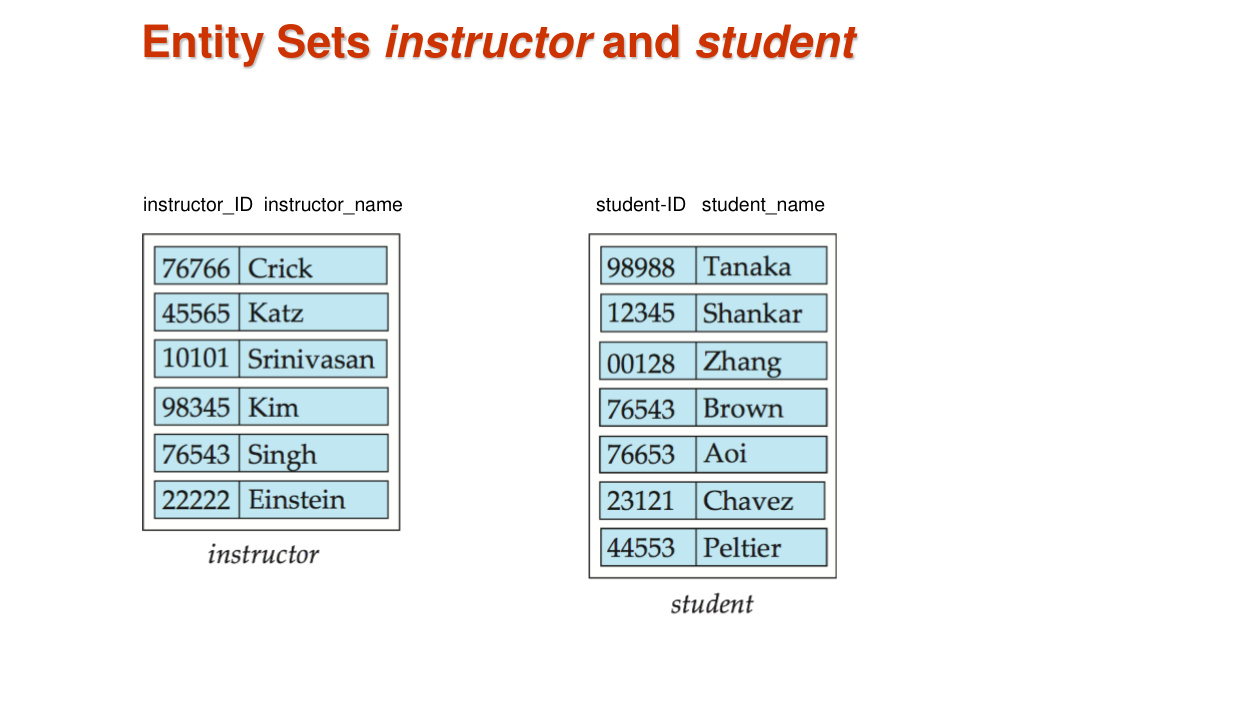 Entity Sets instructor and student
instructor_ID instructor_name
76766 Crick
45565 Katz
10101 Srinivasan
98345 Kim
76543 Singh
22222 Einstein
instructor
student-ID student_name
98988 Tanaka
12345 Shankar
00128 Zhang
76543 Brown
76653 Aoi
23121 Chavez
44553 Peltier
student